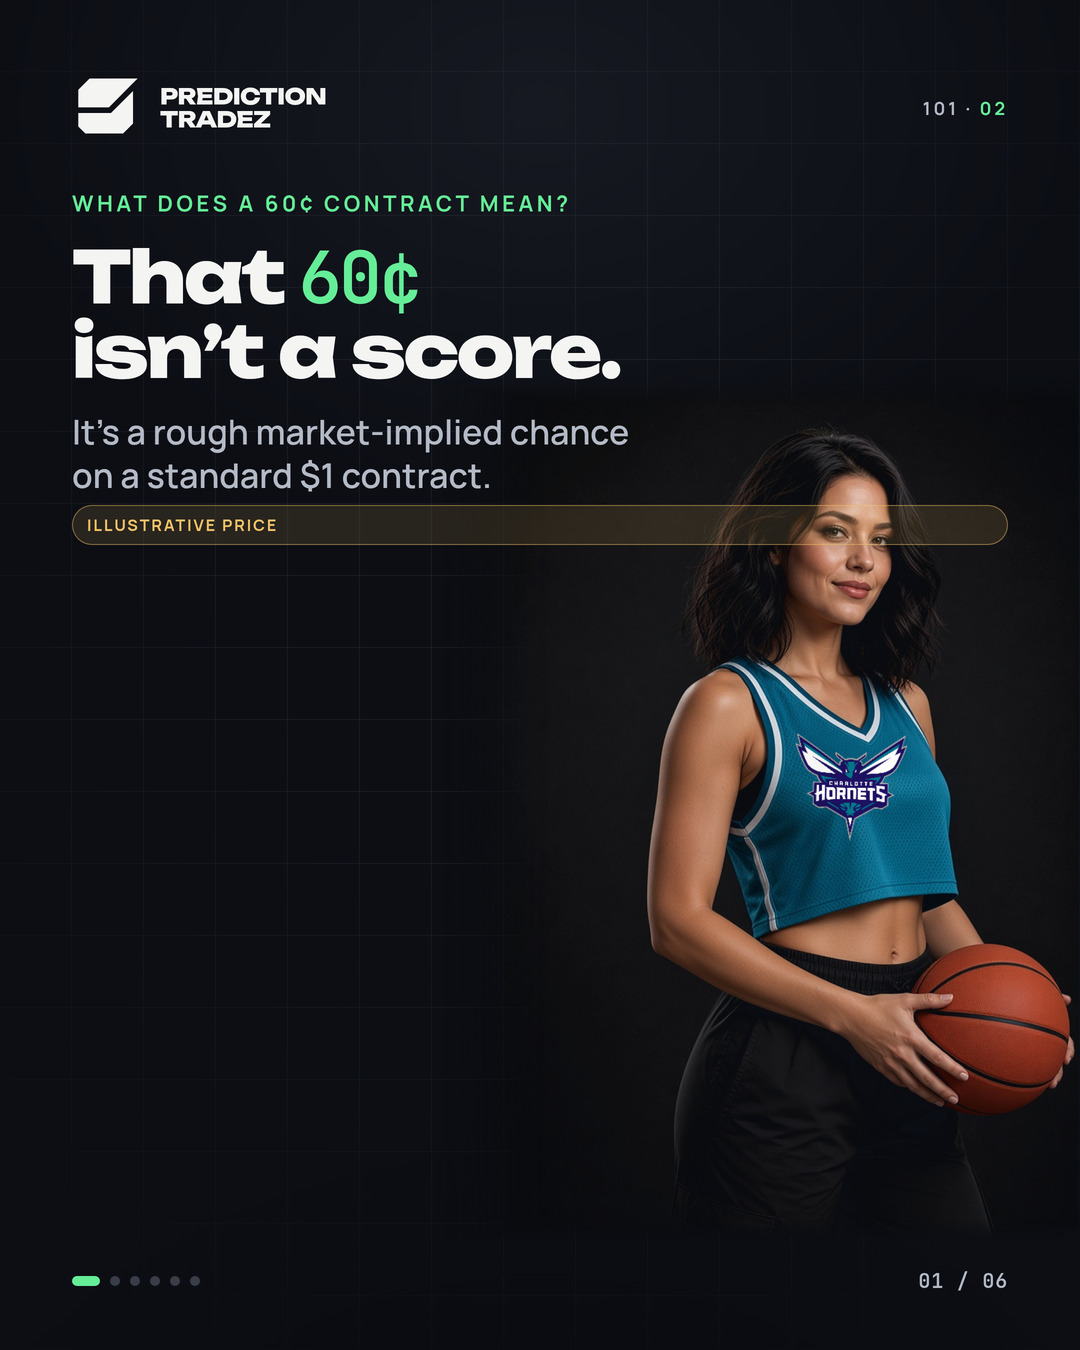 PREDICTION
TRADEZ
101 · 02
WHAT DOES A 60¢ CONTRACT MEAN?
That 60¢
isn’t a score.
It’s a rough market-implied chance
on a standard $1 contract.
ILLUSTRATIVE PRICE
CHARLOTTE
HORNETS
01 / 06